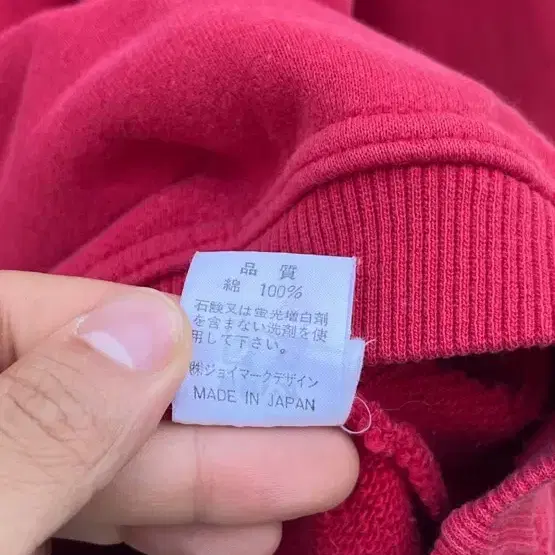 品質
綿 100%
石鹸又は蛍光増白剤
を含まない洗剤を使
用して下さい。
㈱ジョイマークデザイン
MADE IN JAPAN